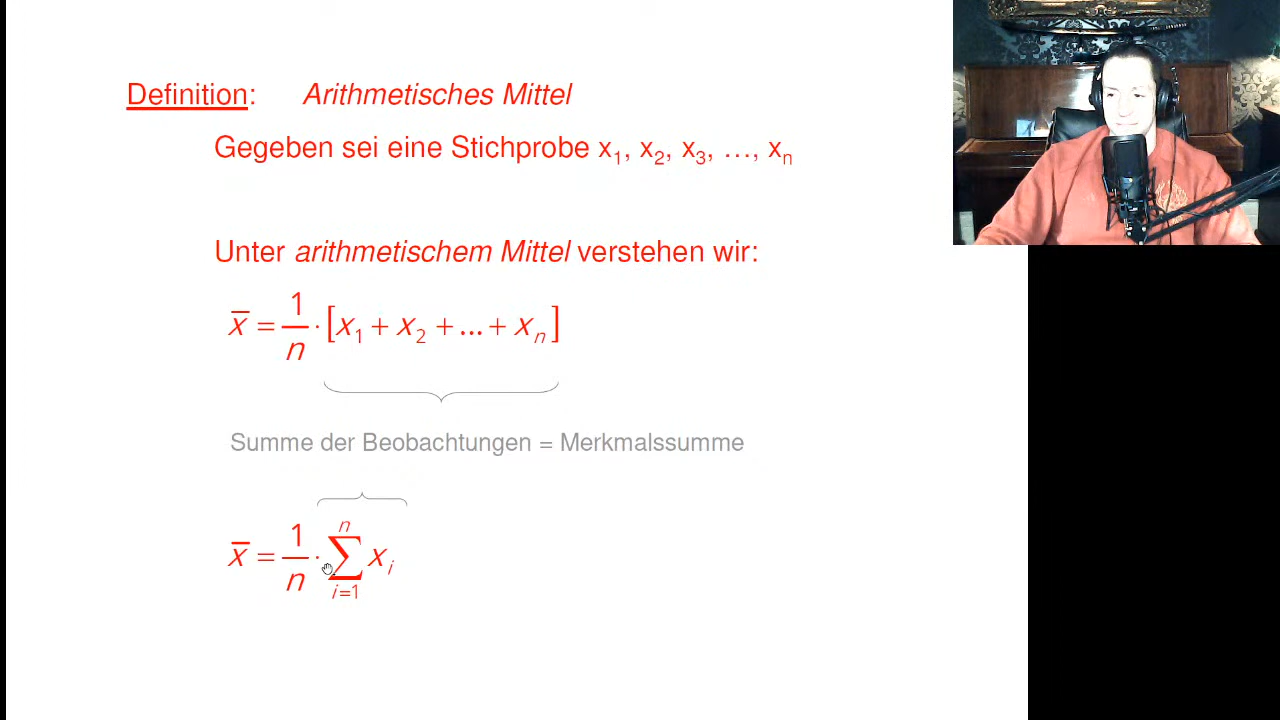 Definition: Arithmetisches Mittel
Gegeben sei eine Stichprobe x₁, x₂, x₃, …, xₙ
Unter arithmetischem Mittel verstehen wir:
x̅ = 1/n · [x₁ + x₂ + ... + xₙ]
Summe der Beobachtungen = Merkmalssumme
x̅ = 1/n · ∑ⁿᵢ₌₁ xᵢ